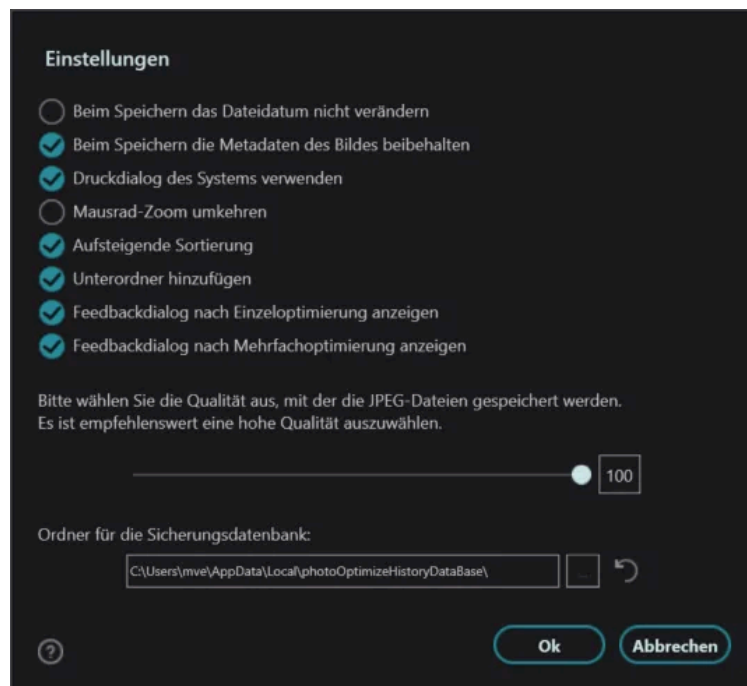 Einstellungen
Beim Speichern das Dateidatum nicht verändern
Beim Speichern die Metadaten des Bildes beibehalten
Druckdialog des Systems verwenden
Mausrad-Zoom umkehren
Aufsteigende Sortierung
Unterordner hinzufügen
Feedbackdialog nach Einzeloptimierung anzeigen
Feedbackdialog nach Mehrfachoptimierung anzeigen
Bitte wählen Sie die Qualität aus, mit der die JPEG-Dateien gespeichert werden.
Es ist empfehlenswert eine hohe Qualität auszuwählen.
100
Ordner für die Sicherungsdatenbank:
C:\Users\mve\AppData\Local\photoOptimizeHistoryDataBase\
...
?
Ok
Abbrechen